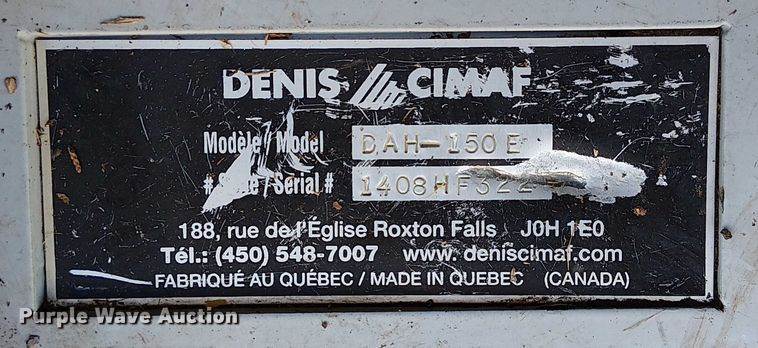 DENIS CIMAF
Modèle / Model DAH-150E
# / Serial # 1408HF322
188, rue de l'Église Roxton Falls J0H 1E0
Tél.: (450) 548-7007 www.deniscimaf.com
FABRIQUÉ AU QUÉBEC / MADE IN QUEBEC (CANADA)
Purple Wave Auction